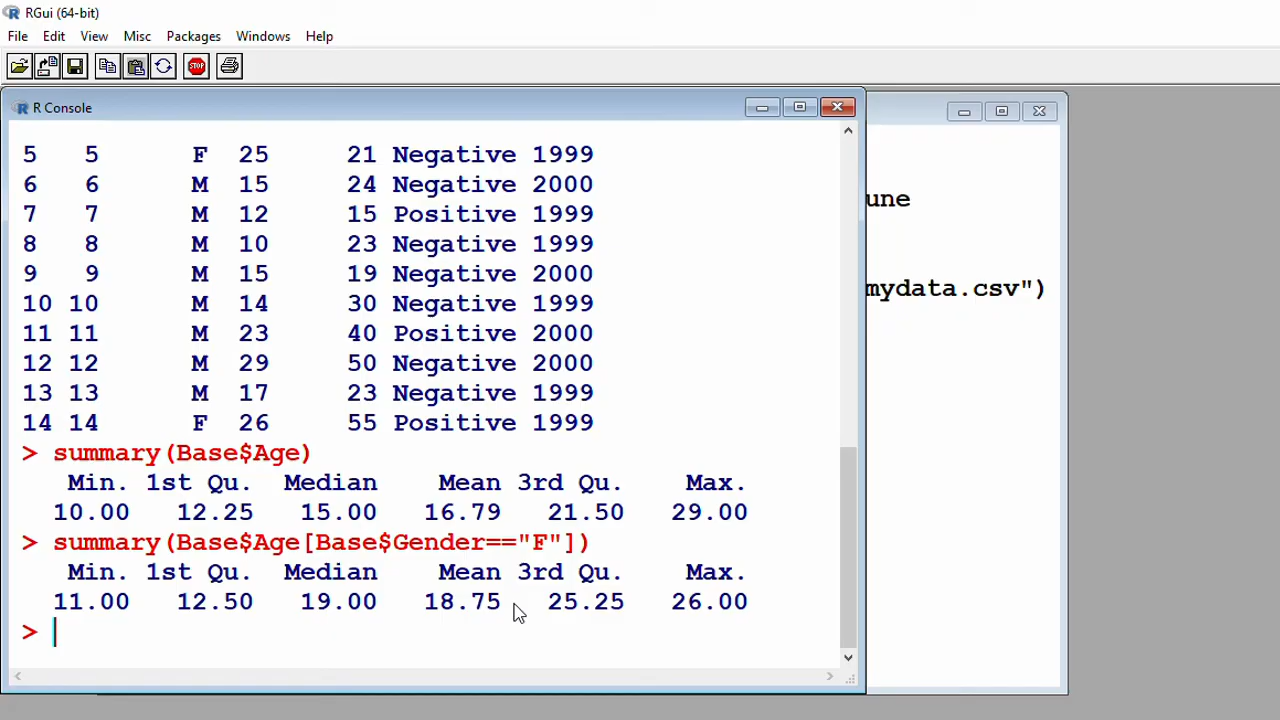 RGui (64-bit)
File Edit View Misc Packages Windows Help
STOP
R Console
5 5 F 25 21 Negative 1999
6 6 M 15 24 Negative 2000
7 7 M 12 15 Positive 1999
8 8 M 10 23 Negative 1999
9 9 M 15 19 Negative 2000
10 10 M 14 30 Negative 1999
11 11 M 23 40 Positive 2000
12 12 M 29 50 Negative 2000
13 13 M 17 23 Negative 1999
14 14 F 26 55 Positive 1999
> summary(Base$Age)
Min. 1st Qu. Median Mean 3rd Qu. Max.
10.00 12.25 15.00 16.79 21.50 29.00
> summary(Base$Age[Base$Gender=="F"])
Min. 1st Qu. Median Mean 3rd Qu. Max.
11.00 12.50 19.00 18.75 25.25 26.00
>
une
mydata.csv")